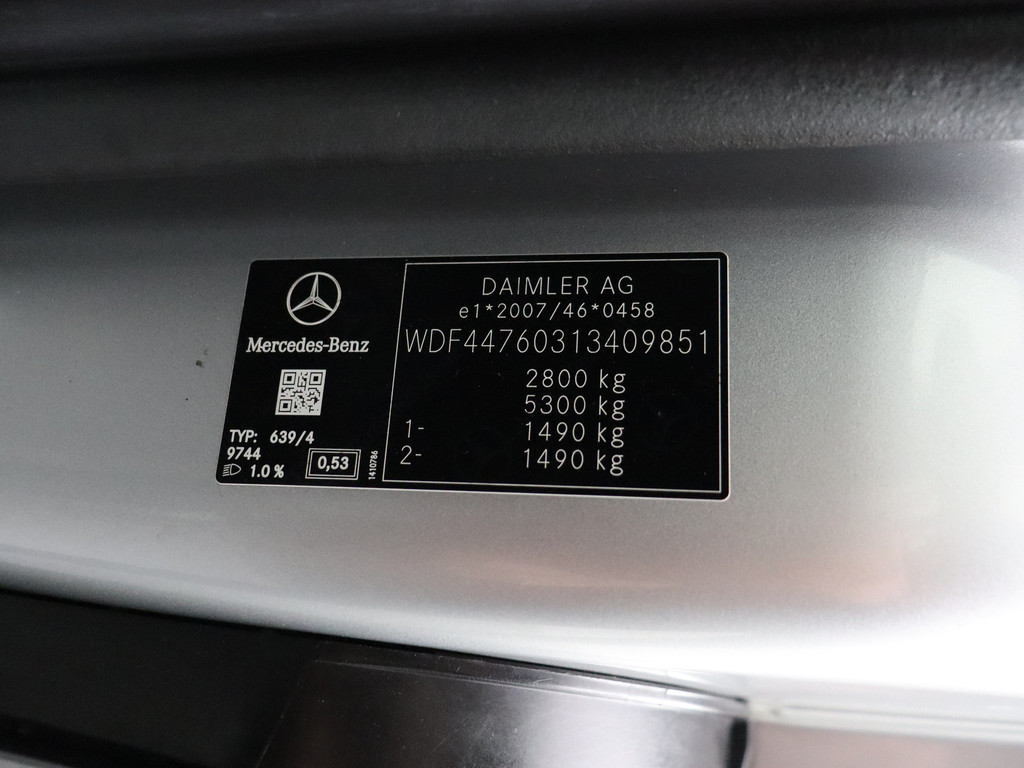 Mercedes-Benz
TYP: 639/4
9744
1.0 %
0,53
1410786
DAIMLER AG
e1*2007/46*0458
WDF44760313409851
2800 kg
5300 kg
1- 1490 kg
2- 1490 kg